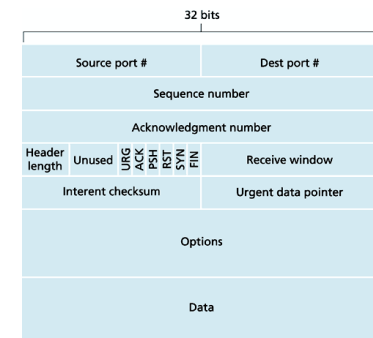 32 bits
Source port # Dest port #
Sequence number
Acknowledgment number
Header length Unused URG ACK PSH RST SYN FIN Receive window
Interent checksum Urgent data pointer
Options
Data